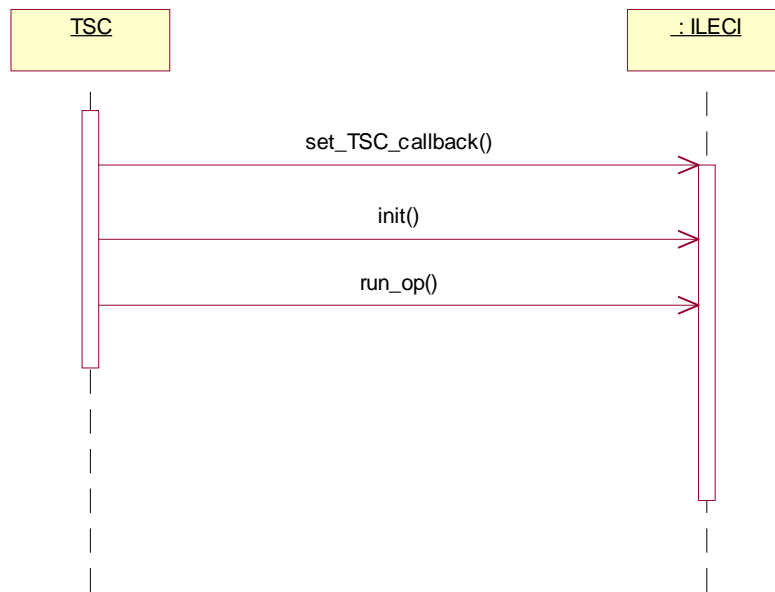 TSC
: ILECI
set_TSC_callback()
init()
run_op()